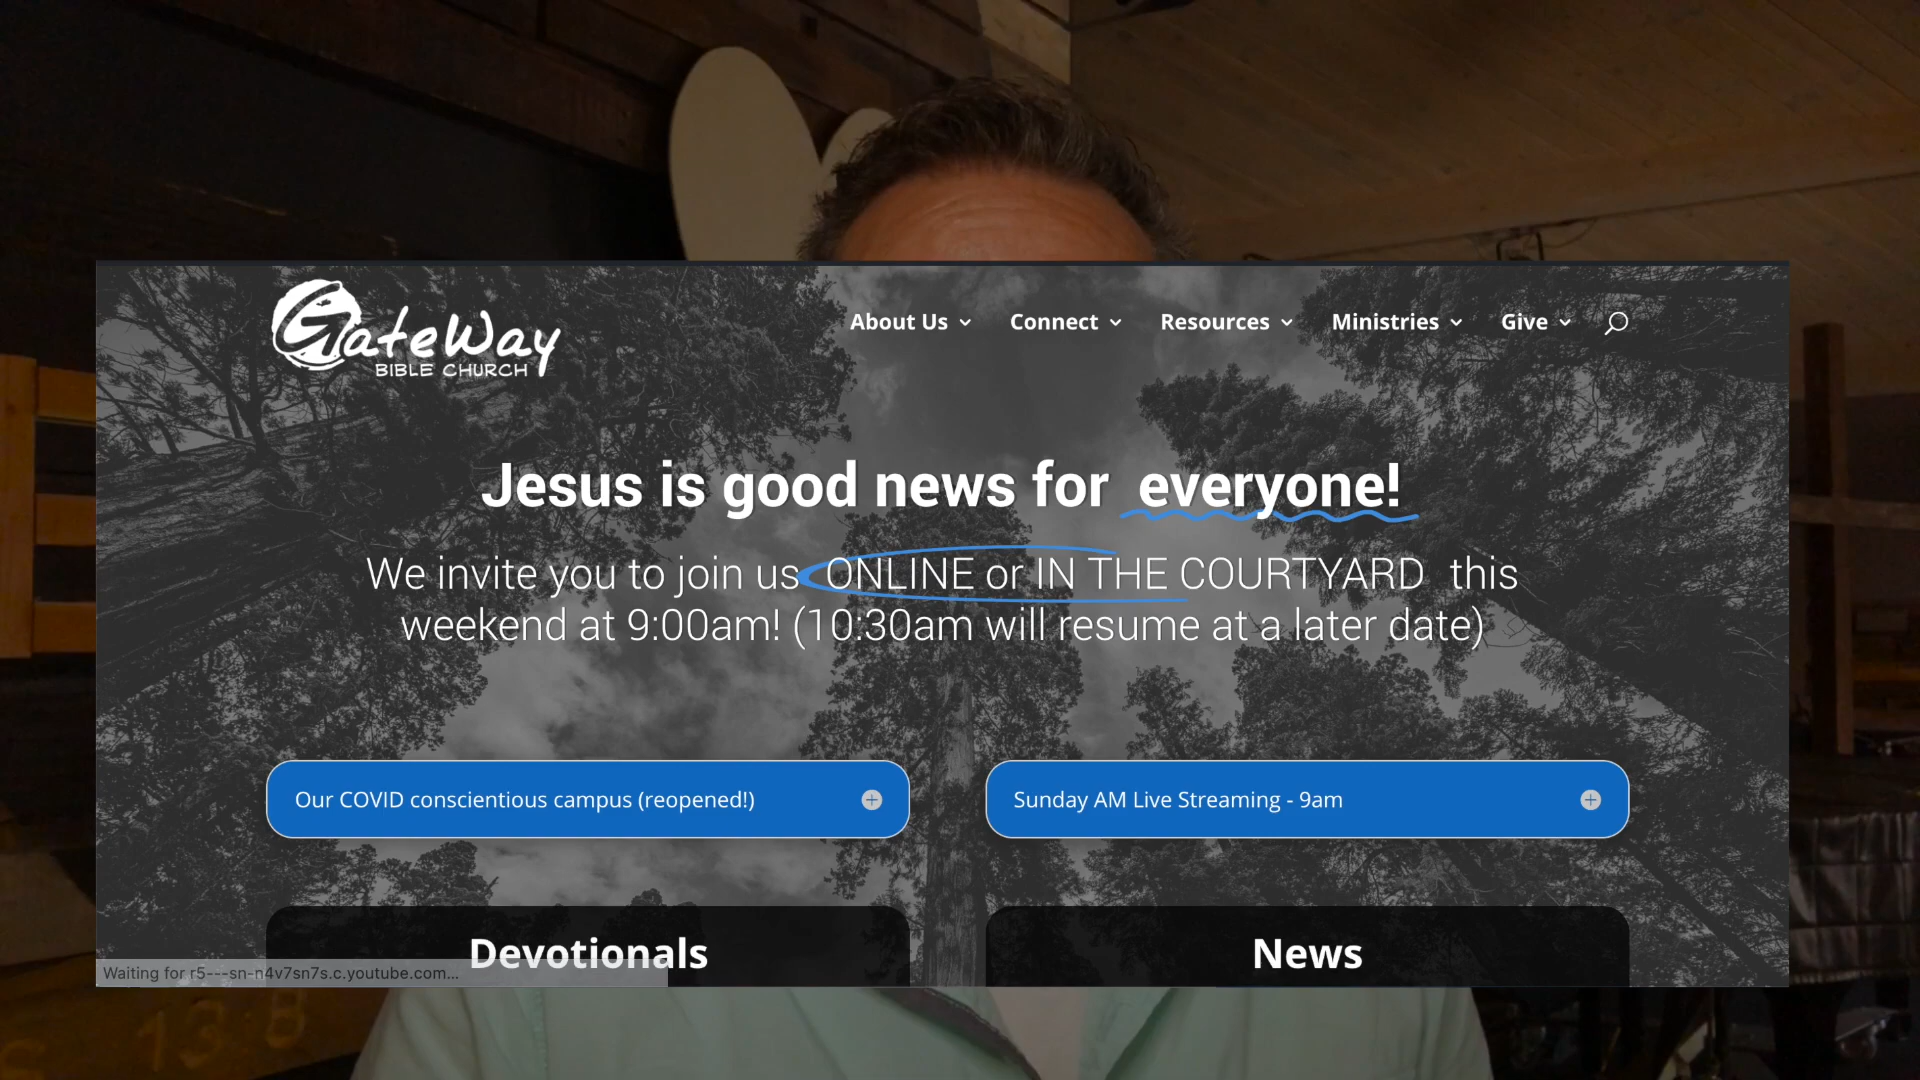 GateWay
BIBLE CHURCH
About Us Connect Resources Ministries Give
Jesus is good news for everyone!
We invite you to join us ONLINE or IN THE COURTYARD this
weekend at 9:00am! (10:30am will resume at a later date)
Our COVID conscientious campus (reopened!)
Sunday AM Live Streaming - 9am
Devotionals
News
Waiting for r5---sn-n4v7sn7s.c.youtube.com...
13-8